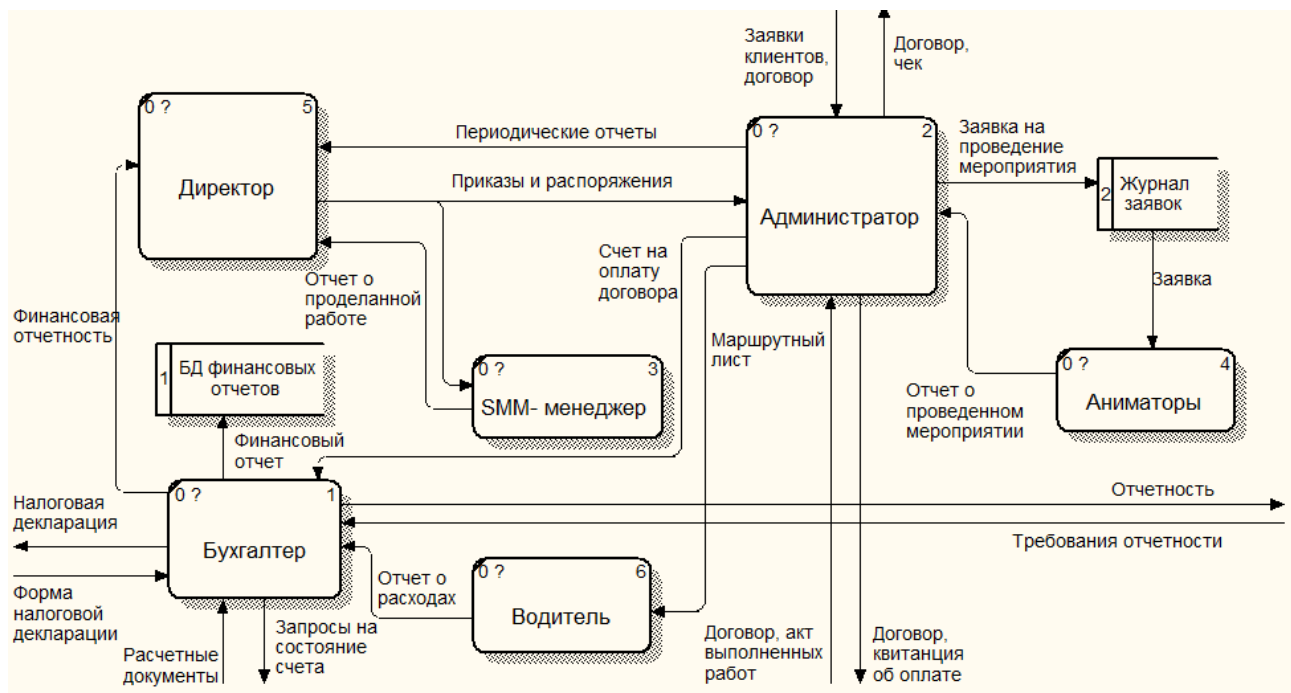 Заявки
клиентов,
договор
Договор,
чек
0 ?
5
Директор
Периодические отчеты
Приказы и распоряжения
0 ?
2
Администратор
Заявка на
проведение
мероприятия
2
Журнал
заявок
Заявка
Финансовая
отчетность
Отчет о
проделанной
работе
Счет на
оплату
договора
Маршрутный
лист
1
БД финансовых
отчетов
0 ?
3
SMM- менеджер
0 ?
4
Аниматоры
Отчет о
проведенном
мероприятии
Финансовый
отчет
Налоговая
декларация
0 ?
1
Бухгалтер
Отчетность
Требования отчетности
Форма
налоговой
декларации
Отчет о
расходах
0 ?
6
Водитель
Расчетные
документы
Запросы на
состояние
счета
Договор, акт
выполненных
работ
Договор,
квитанция
об оплате